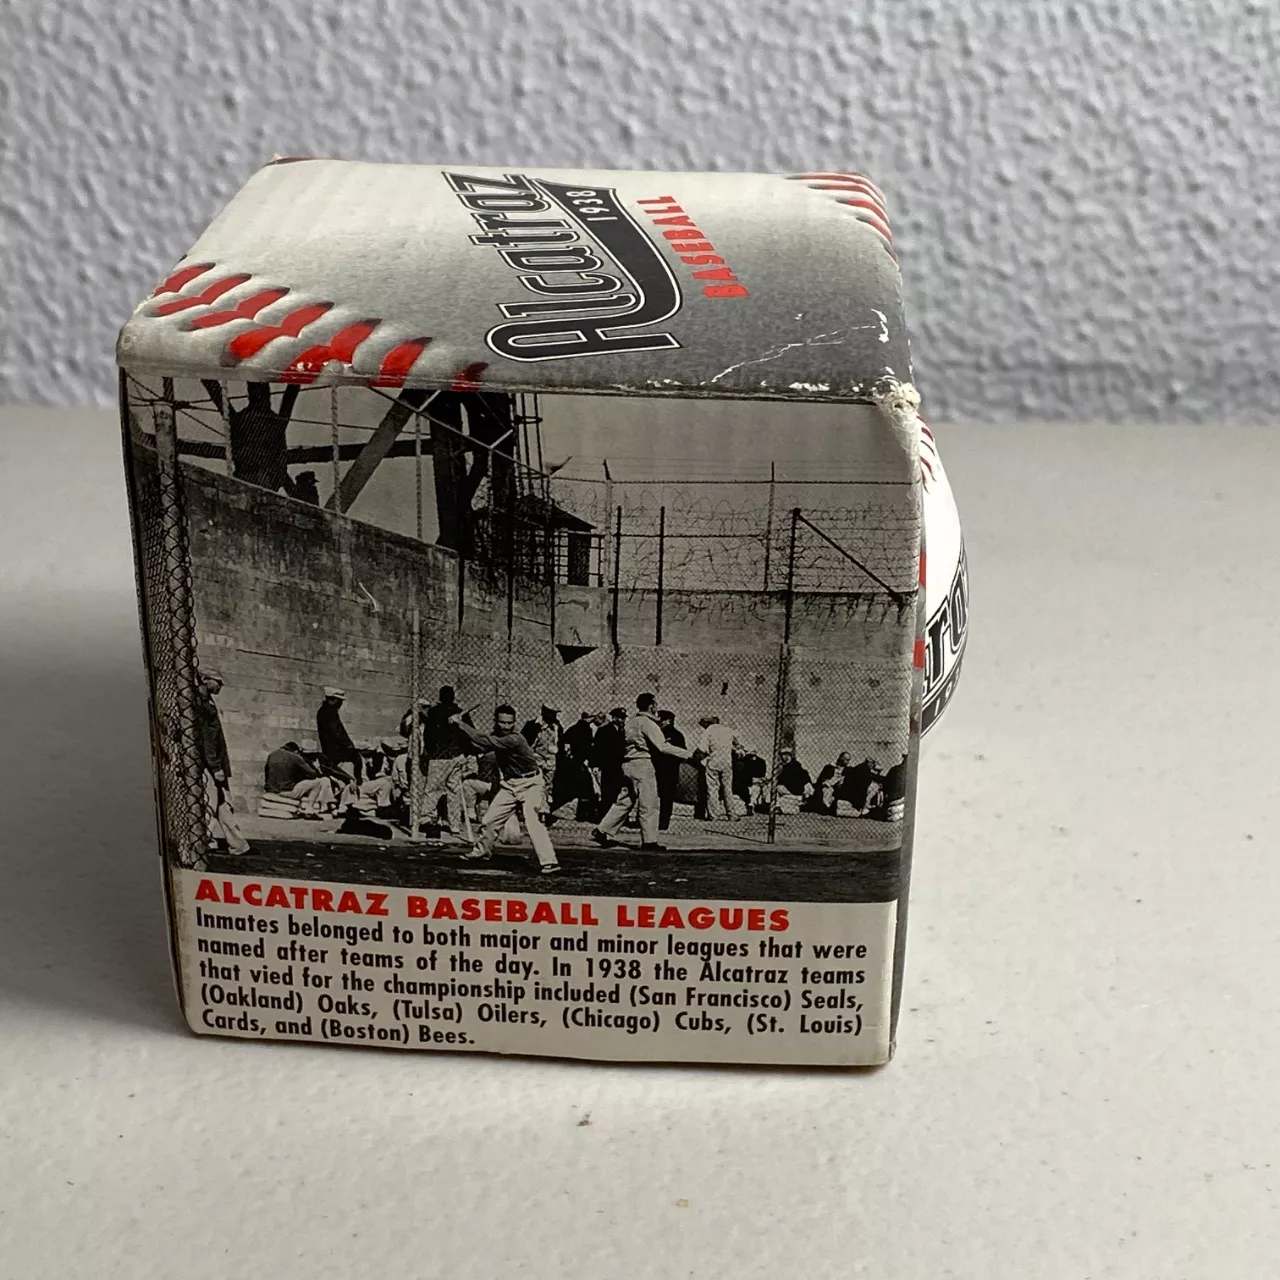 Alcatraz
1938
BASEBALL
ALCATRAZ BASEBALL LEAGUES
Inmates belonged to both major and minor leagues that were
named after teams of the day. In 1938 the Alcatraz teams
that vied for the championship included (San Francisco) Seals,
(Oakland) Oaks, (Tulsa) Oilers, (Chicago) Cubs, (St. Louis)
Cards, and (Boston) Bees.